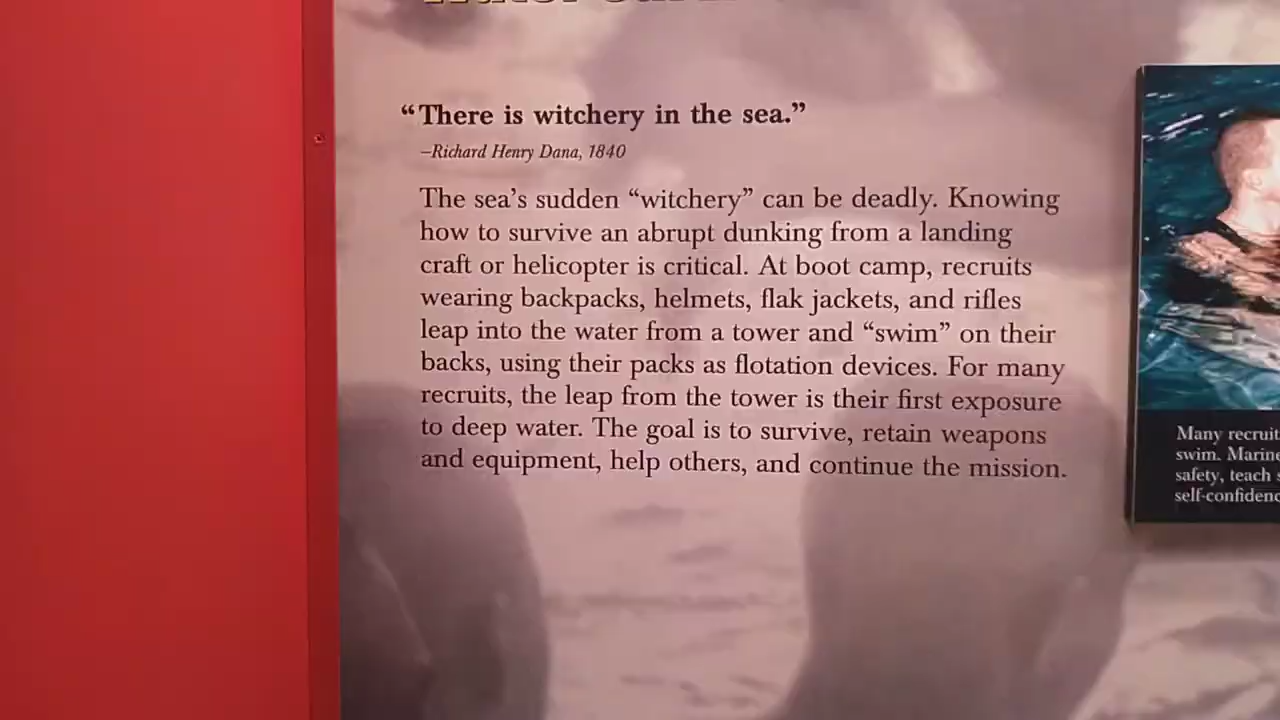 “There is witchery in the sea.”
–Richard Henry Dana, 1840
The sea’s sudden “witchery” can be deadly. Knowing
how to survive an abrupt dunking from a landing
craft or helicopter is critical. At boot camp, recruits
wearing backpacks, helmets, flak jackets, and rifles
leap into the water from a tower and “swim” on their
backs, using their packs as flotation devices. For many
recruits, the leap from the tower is their first exposure
to deep water. The goal is to survive, retain weapons
and equipment, help others, and continue the mission.
Many
swim.
safety, teach